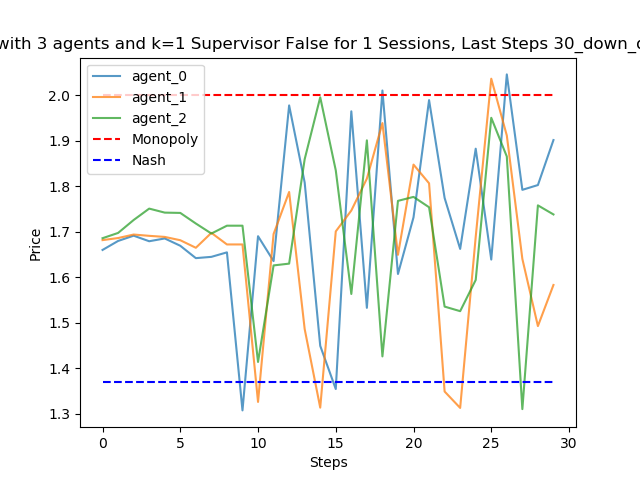 with 3 agents and k=1 Supervisor False for 1 Sessions, Last Steps 30_down_
agent_0
agent_1
agent_2
Monopoly
Nash
Price
2.0
1.9
1.8
1.7
1.6
1.5
1.4
1.3
0
5
10
15
20
25
30
Steps